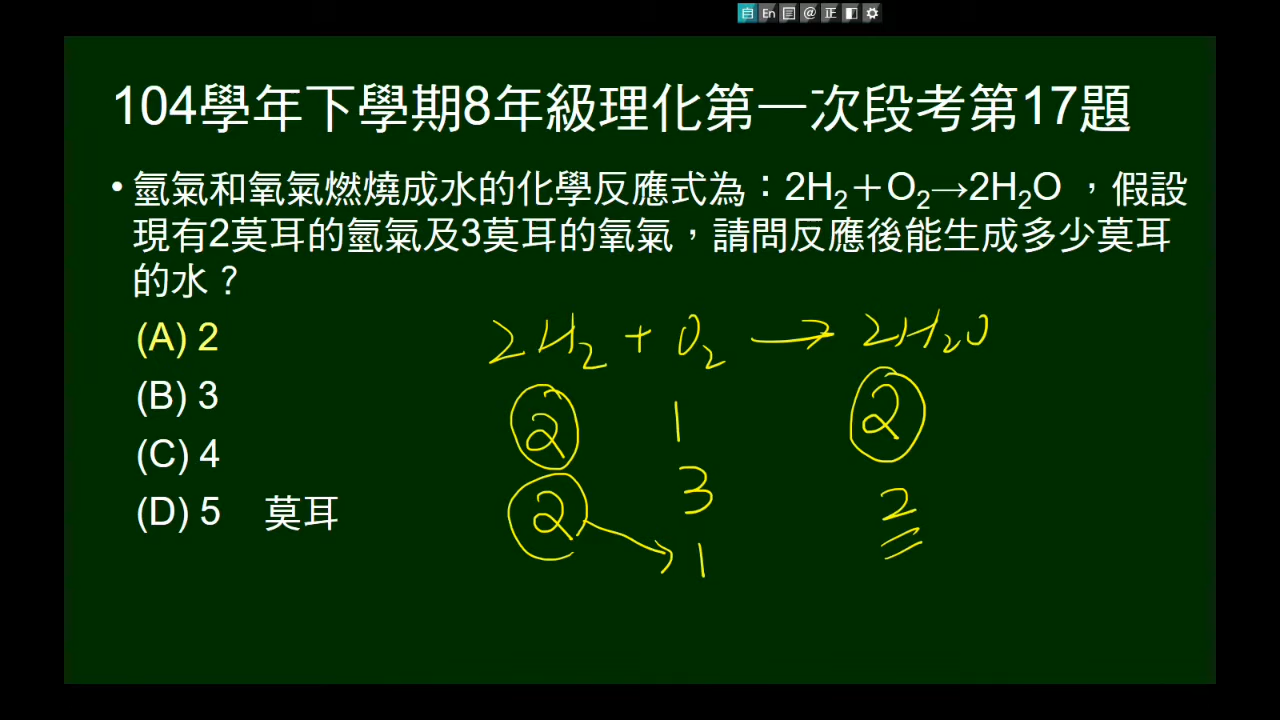 自 En @ 正
104學年下學期8年級理化第一次段考第17題
• 氫氣和氧氣燃燒成水的化學反應式為：2H₂＋O₂→2H₂O ，假設
現有2莫耳的氫氣及3莫耳的氧氣，請問反應後能生成多少莫耳
的水？
(A) 2
(B) 3
(C) 4
(D) 5 莫耳
2H₂ + O₂ → 2H₂O
2 1 2
2 3 2
→ 1